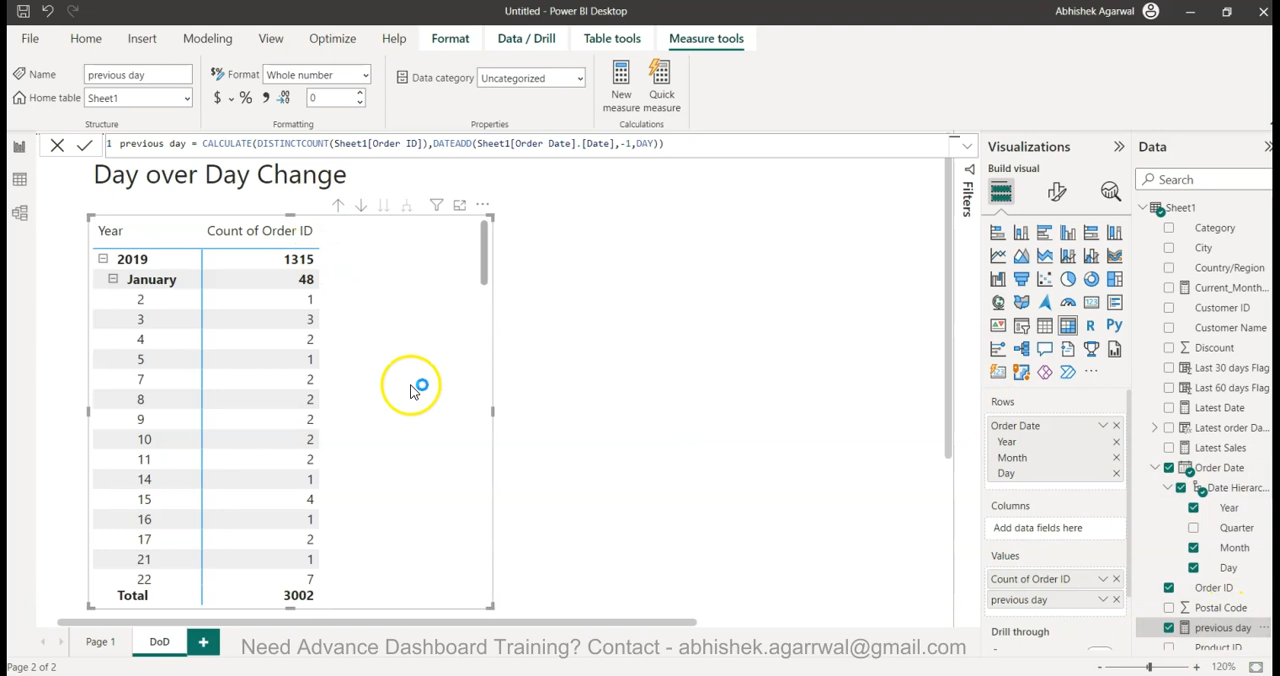 Untitled - Power BI Desktop
Abhishek Agarwal
File Home Insert Modeling View Optimize Help Format Data / Drill Table tools Measure tools
Name previous day
Format Whole number
Data category Uncategorized
Home table Sheet1
$ % 9 0
New measure
Quick measure
Structure Formatting Properties Calculations
1 previous day = CALCULATE(DISTINCTCOUNT(Sheet1[Order ID]),DATEADD(Sheet1[Order Date].[Date],-1,DAY))
Day over Day Change
Year Count of Order ID
2019 1315
January 48
2 1
3 3
4 2
5 1
7 2
8 2
9 2
10 2
11 2
14 1
15 4
16 1
17 2
21 1
22 7
Total 3002
Filters
Visualizations
Build visual
R Py
Rows
Order Date
Year
Month
Day
Columns
Add data fields here
Values
Count of Order ID
previous day
Drill through
Data
Search
Sheet1
Category
City
Country/Region
Current_Month...
Customer ID
Customer Name
Discount
Last 30 days Flag
Last 60 days Flag
Latest Date
Latest order Da...
Latest Sales
Order Date
Date Hierarc...
Year
Quarter
Month
Day
Order ID
Postal Code
previous day
Product ID
Page 1 DoD
Need Advance Dashboard Training? Contact - abhishek.agarrwal@gmail.com
Page 2 of 2
120%